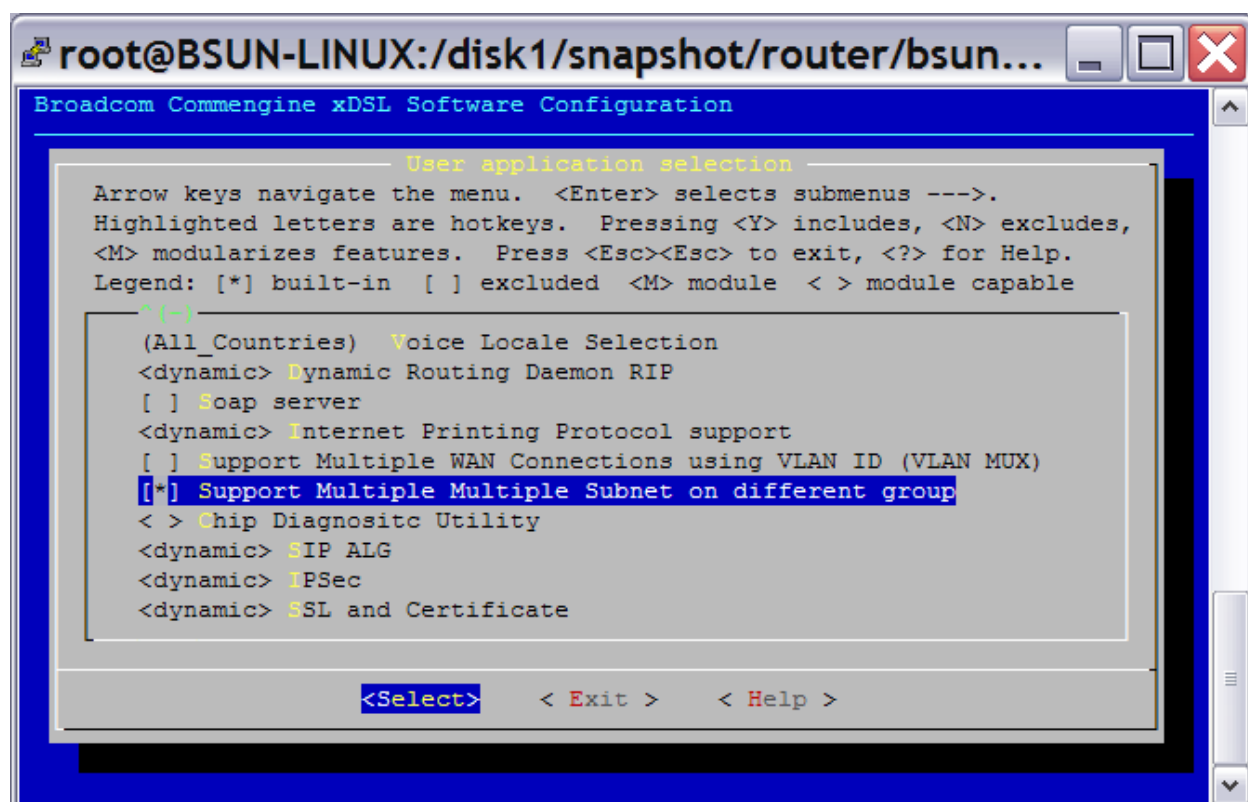 root@BSUN-LINUX:/disk1/snapshot/router/bsun...
Broadcom Commengine xDSL Software Configuration
User application selection
Arrow keys navigate the menu.  <Enter> selects submenus --->.
Highlighted letters are hotkeys.  Pressing <Y> includes, <N> excludes,
<M> modularizes features.  Press <Esc><Esc> to exit, <?> for Help.
Legend: [*] built-in  [ ] excluded  <M> module  < > module capable
^(-)
(All_Countries)  Voice Locale Selection
<dynamic> Dynamic Routing Daemon RIP
[ ] Soap server
<dynamic> Internet Printing Protocol support
[ ] Support Multiple WAN Connections using VLAN ID (VLAN MUX)
[*] Support Multiple Multiple Subnet on different group
< > Chip Diagnositc Utility
<dynamic> SIP ALG
<dynamic> IPSec
<dynamic> SSL and Certificate
<Select>    < Exit >    < Help >